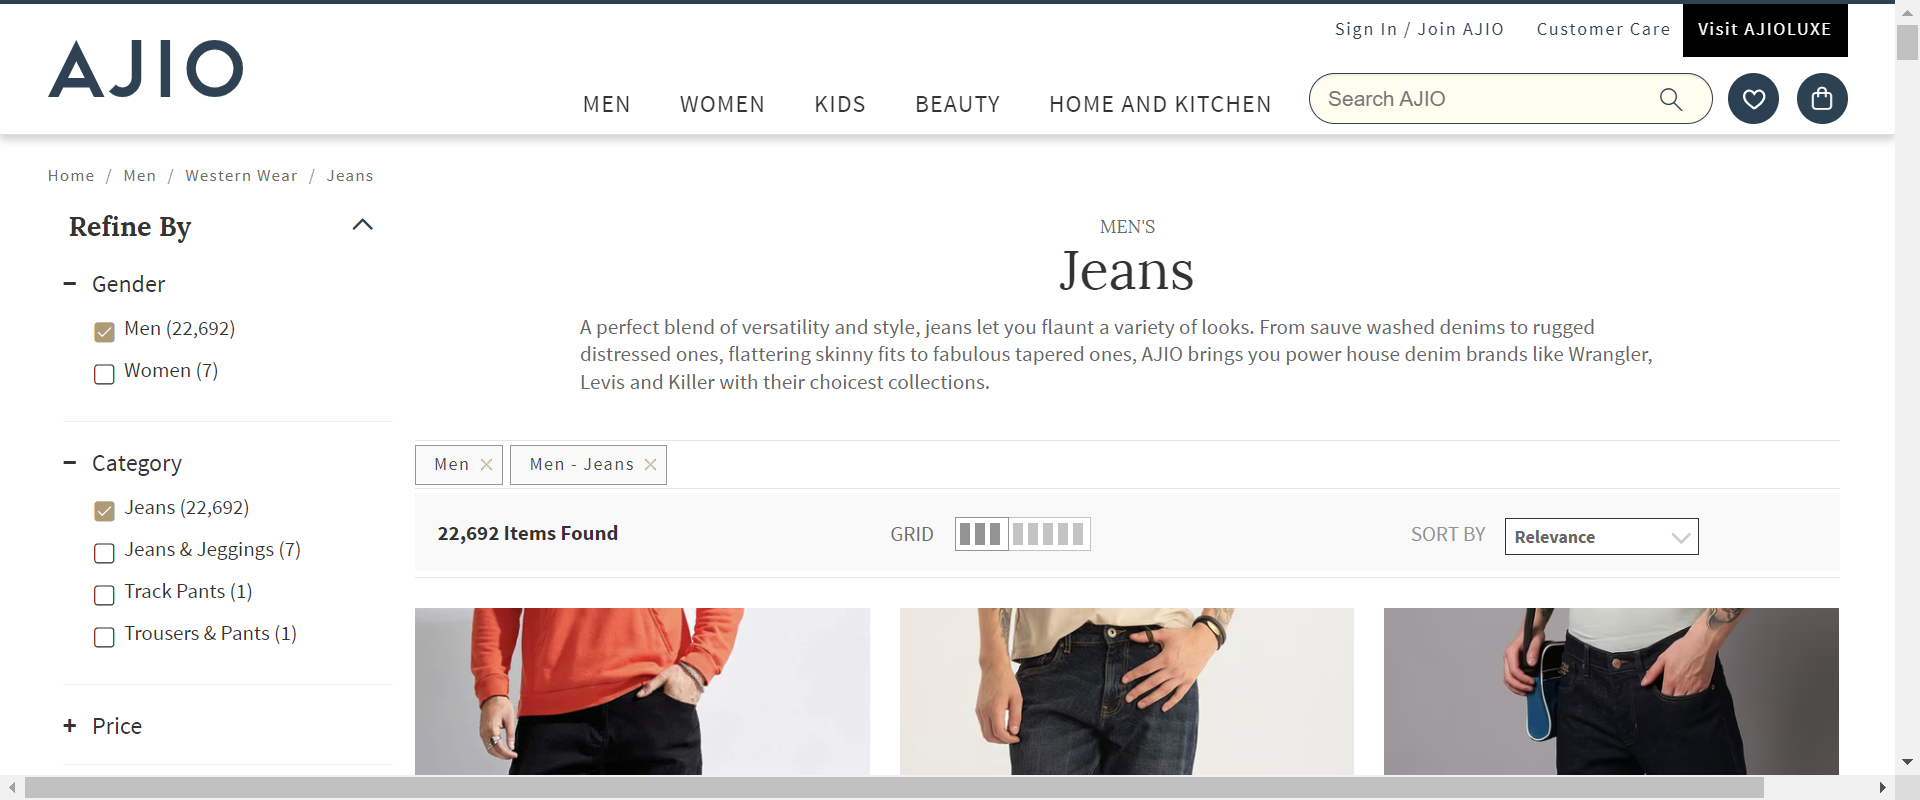 Sign In / Join AJIO
Customer Care
Visit AJIOLUXE
AJIO
MEN
WOMEN
KIDS
BEAUTY
HOME AND KITCHEN
Search AJIO
Home / Men / Western Wear / Jeans
Refine By
Gender
Men (22,692)
Women (7)
Category
Jeans (22,692)
Jeans & Jeggings (7)
Track Pants (1)
Trousers & Pants (1)
Price
MEN'S
Jeans
A perfect blend of versatility and style, jeans let you flaunt a variety of looks. From sauve washed denims to rugged
distressed ones, flattering skinny fits to fabulous tapered ones, AJIO brings you power house denim brands like Wrangler,
Levis and Killer with their choicest collections.
Men
Men - Jeans
22,692 Items Found
GRID
SORT BY
Relevance